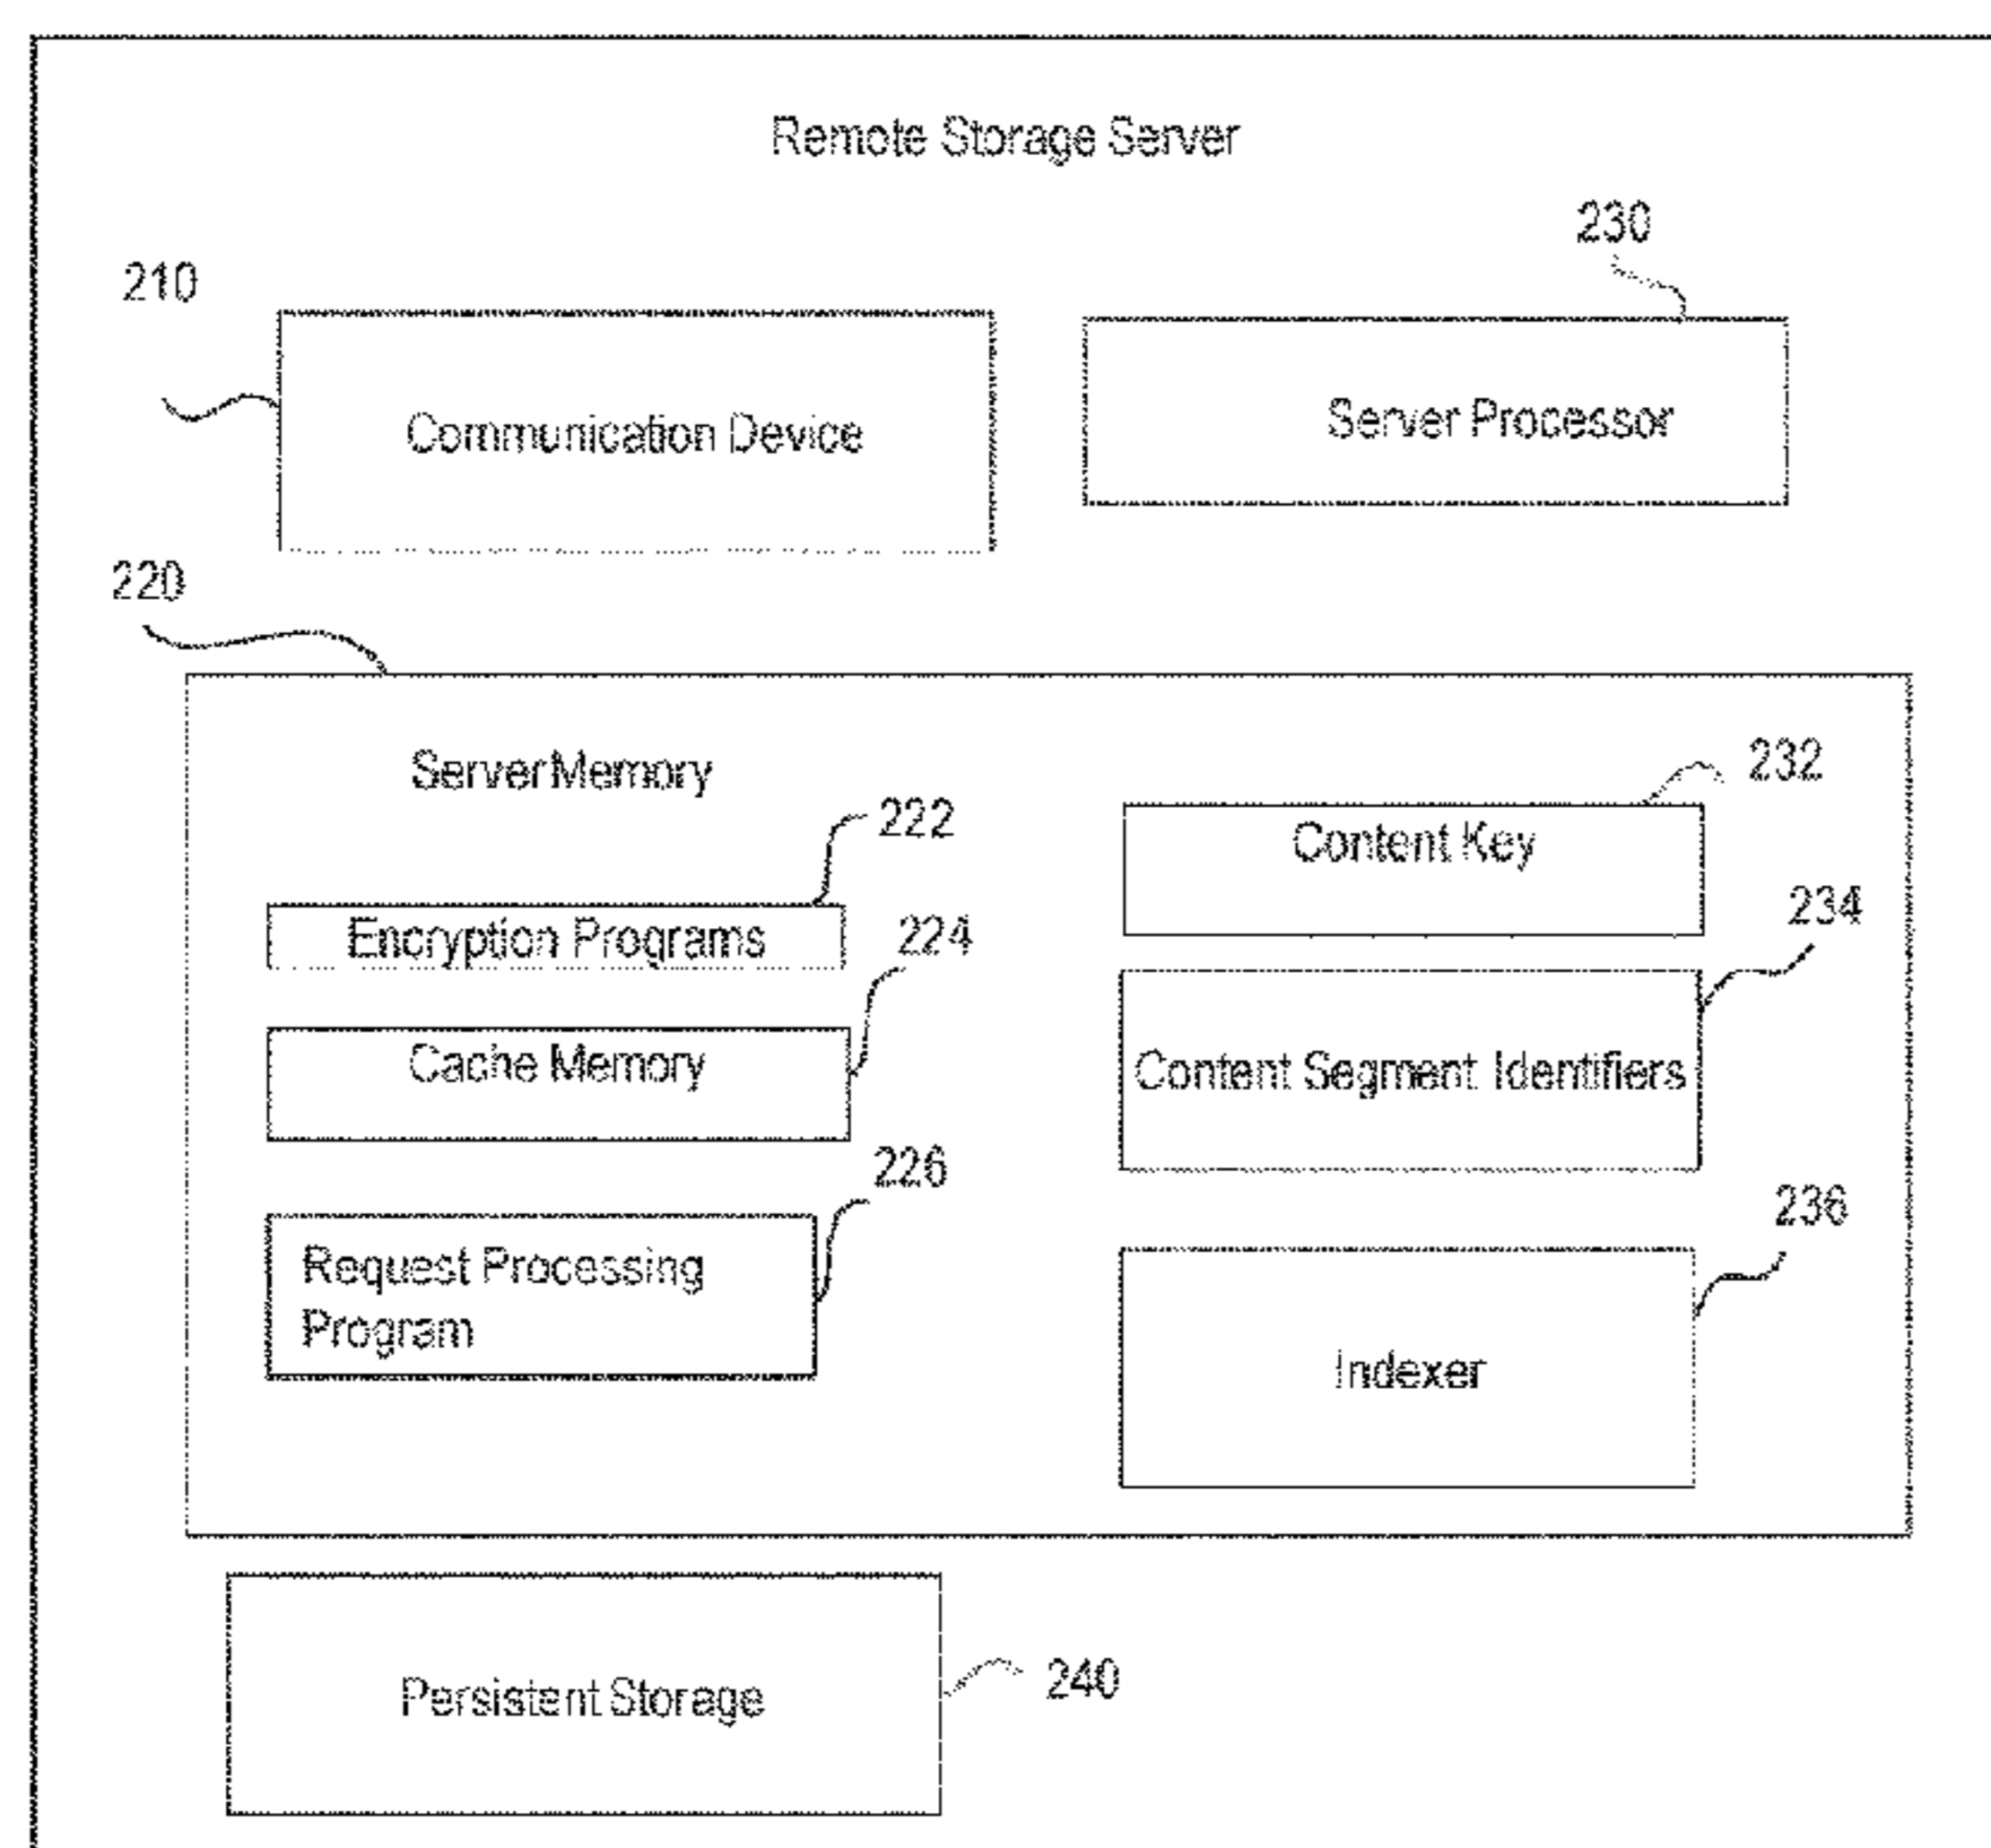 Remote Storage Server
230
210
Communication Device
Server Processor
220
Server Memory
232
222
Content Key
224
234
Encryption Programs
Cache Memory
Content Segment Identifiers
226
236
Request Processing
Program
Indexer
Persistent Storage
240